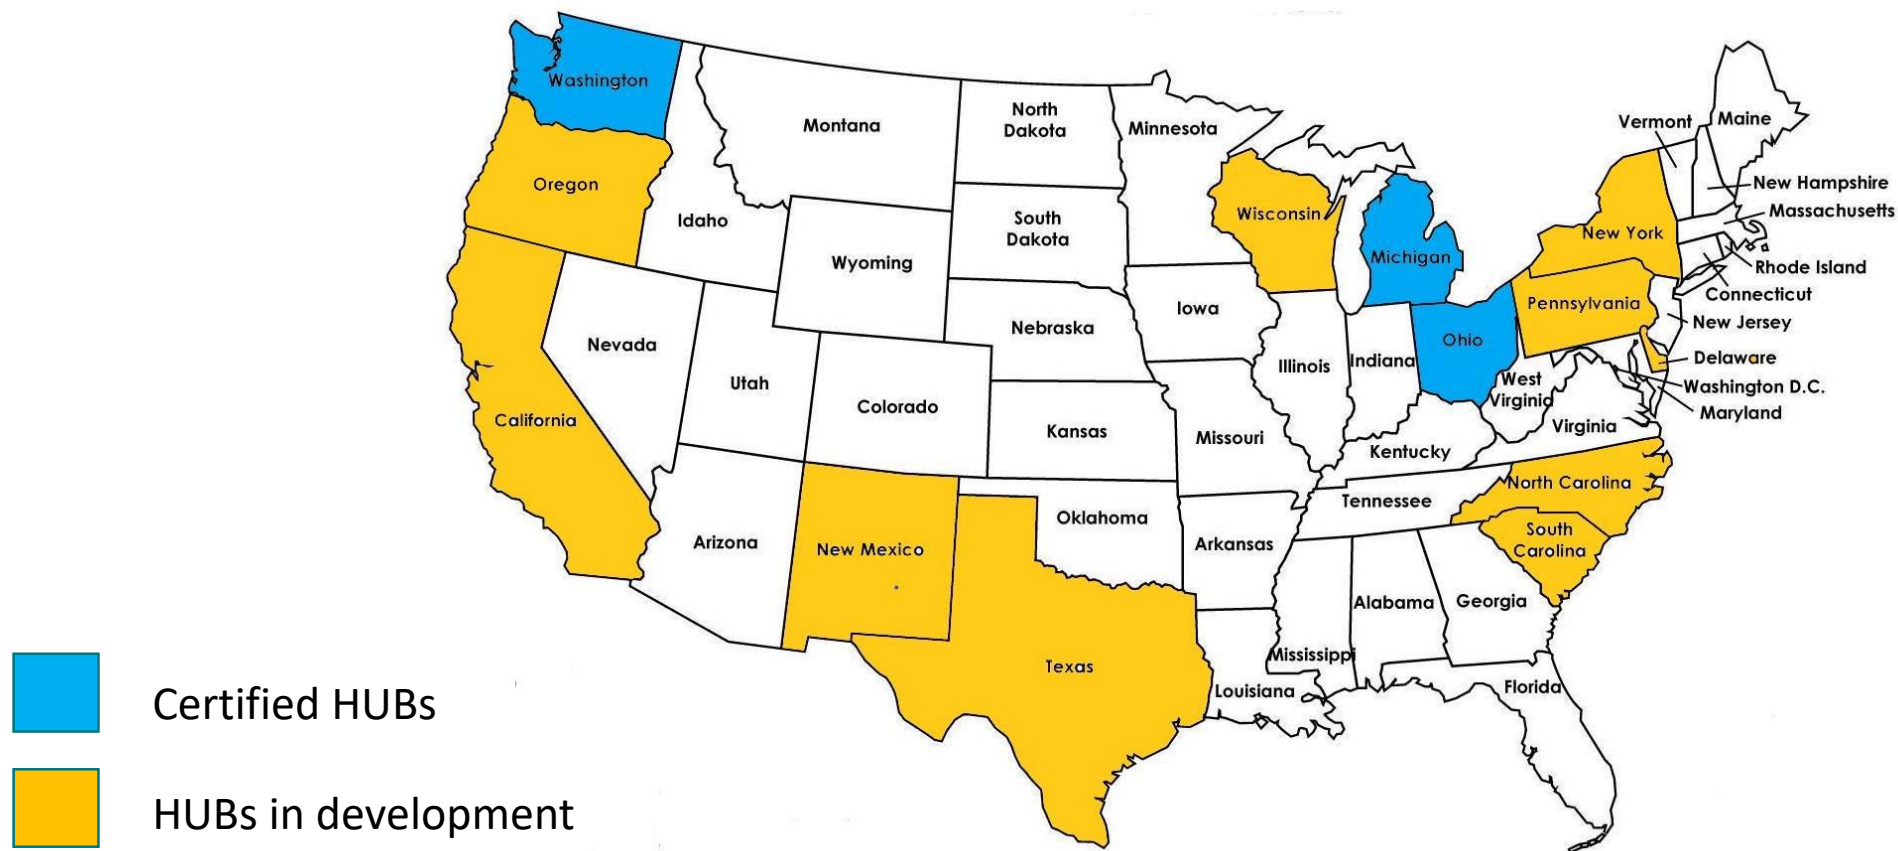 Washington
Oregon
California
Idaho
Montana
Wyoming
Nevada
Utah
Colorado
Arizona
New Mexico
North
Dakota
South
Dakota
Nebraska
Kansas
Oklahoma
Texas
Minnesota
Iowa
Missouri
Arkansas
Louisiana
Wisconsin
Michigan
Illinois
Indiana
Ohio
Kentucky
Tennessee
Mississippi
Alabama
Georgia
Florida
West
Virginia
Virginia
North Carolina
South
Carolina
Pennsylvania
New York
Vermont
Maine
New Hampshire
Massachusetts
Rhode Island
Connecticut
New Jersey
Delaware
Washington D.C.
Maryland
Certified HUBs
HUBs in development